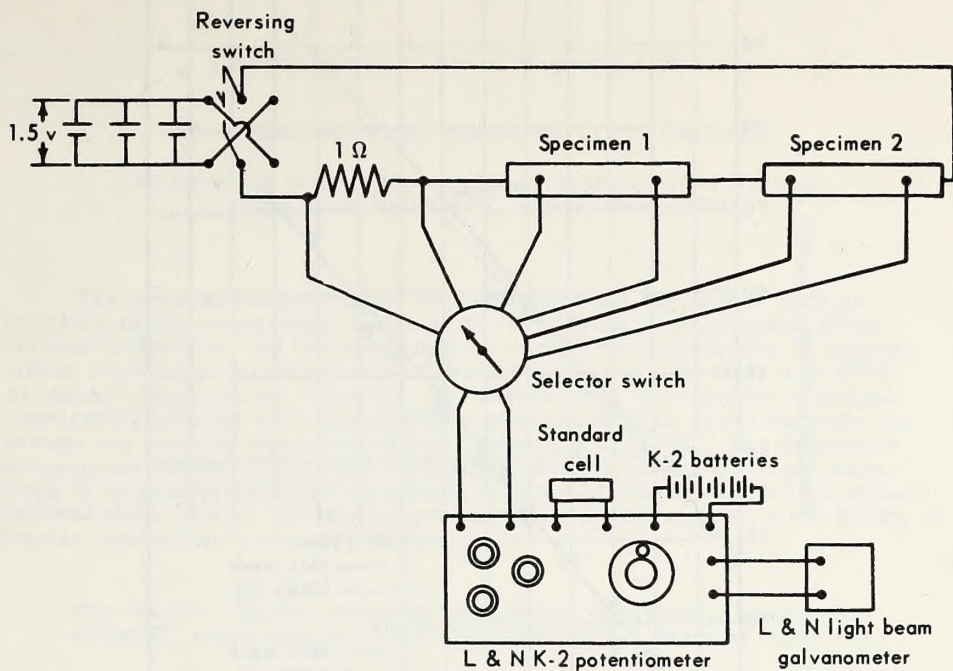 Reversing
switch
1.5 v
1 Ω
Specimen 1
Specimen 2
Selector switch
Standard
cell
K-2 batteries
L & N K-2 potentiometer
L & N light beam
galvanometer